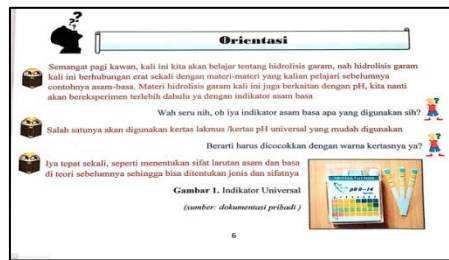 Orientasi
Semangat pagi kawan, kali ini kita akan belajar tentang hidrolisis garam, nah hidrolisis garam
kali ini berhubungan erat sekali dengan materi-materi yang kalian pelajari sebelumnya
contohnya asam-basa. Materi hidrolisis garam kali ini juga berkaitan dengan pH, kita nanti
akan bereksperimen terlebih dahulu ya dengan indikator asam basa
Wah seru nih, oh iya indikator asam basa apa yang digunakan sih?
Salah satunya akan digunakan kertas lakmus /kertas pH universal yang mudah digunakan
Berarti harus dicocokkan dengan warna kertasnya ya?
Iya tepat sekali, seperti menentukan sifat larutan asam dan basa
di teori sebelumnya sehingga bisa ditentukan jenis dan sifatnya
Gambar 1. Indikator Universal
(sumber: dokumentasi pribadi )
pH 0-14
6